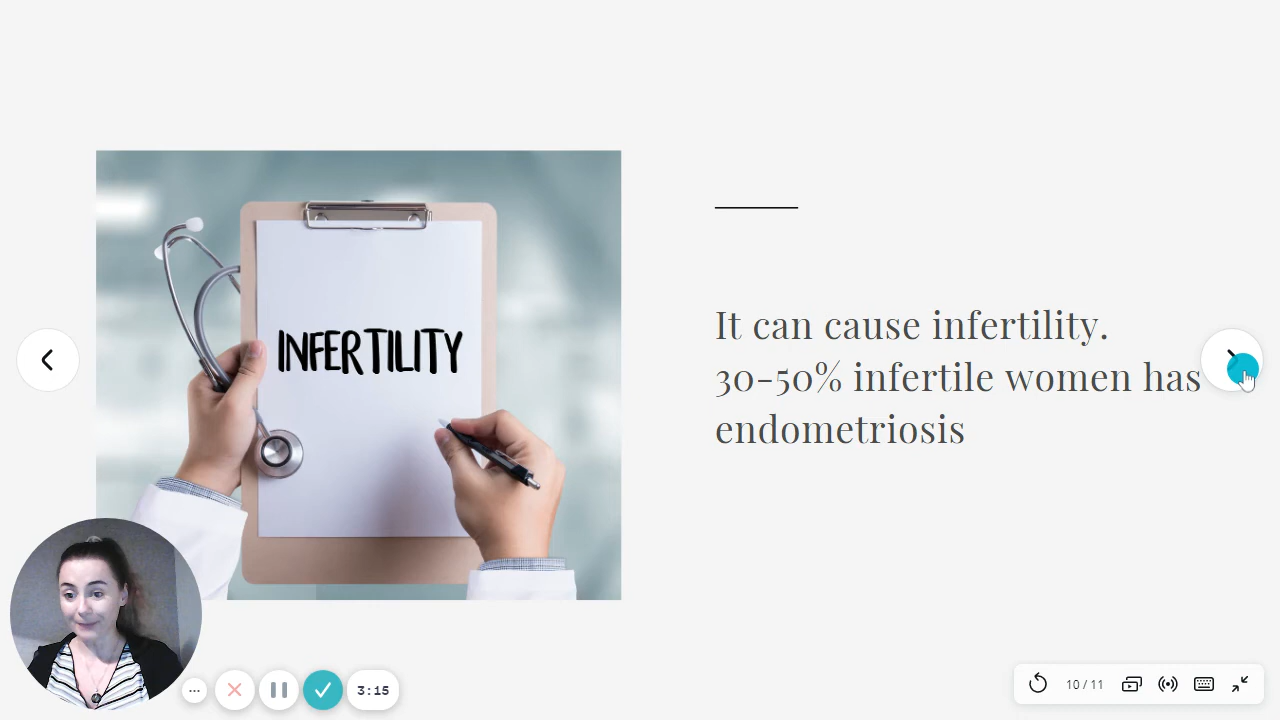 INFERTILITY
It can cause infertility.
30-50% infertile women has
endometriosis
3:15
10 / 11